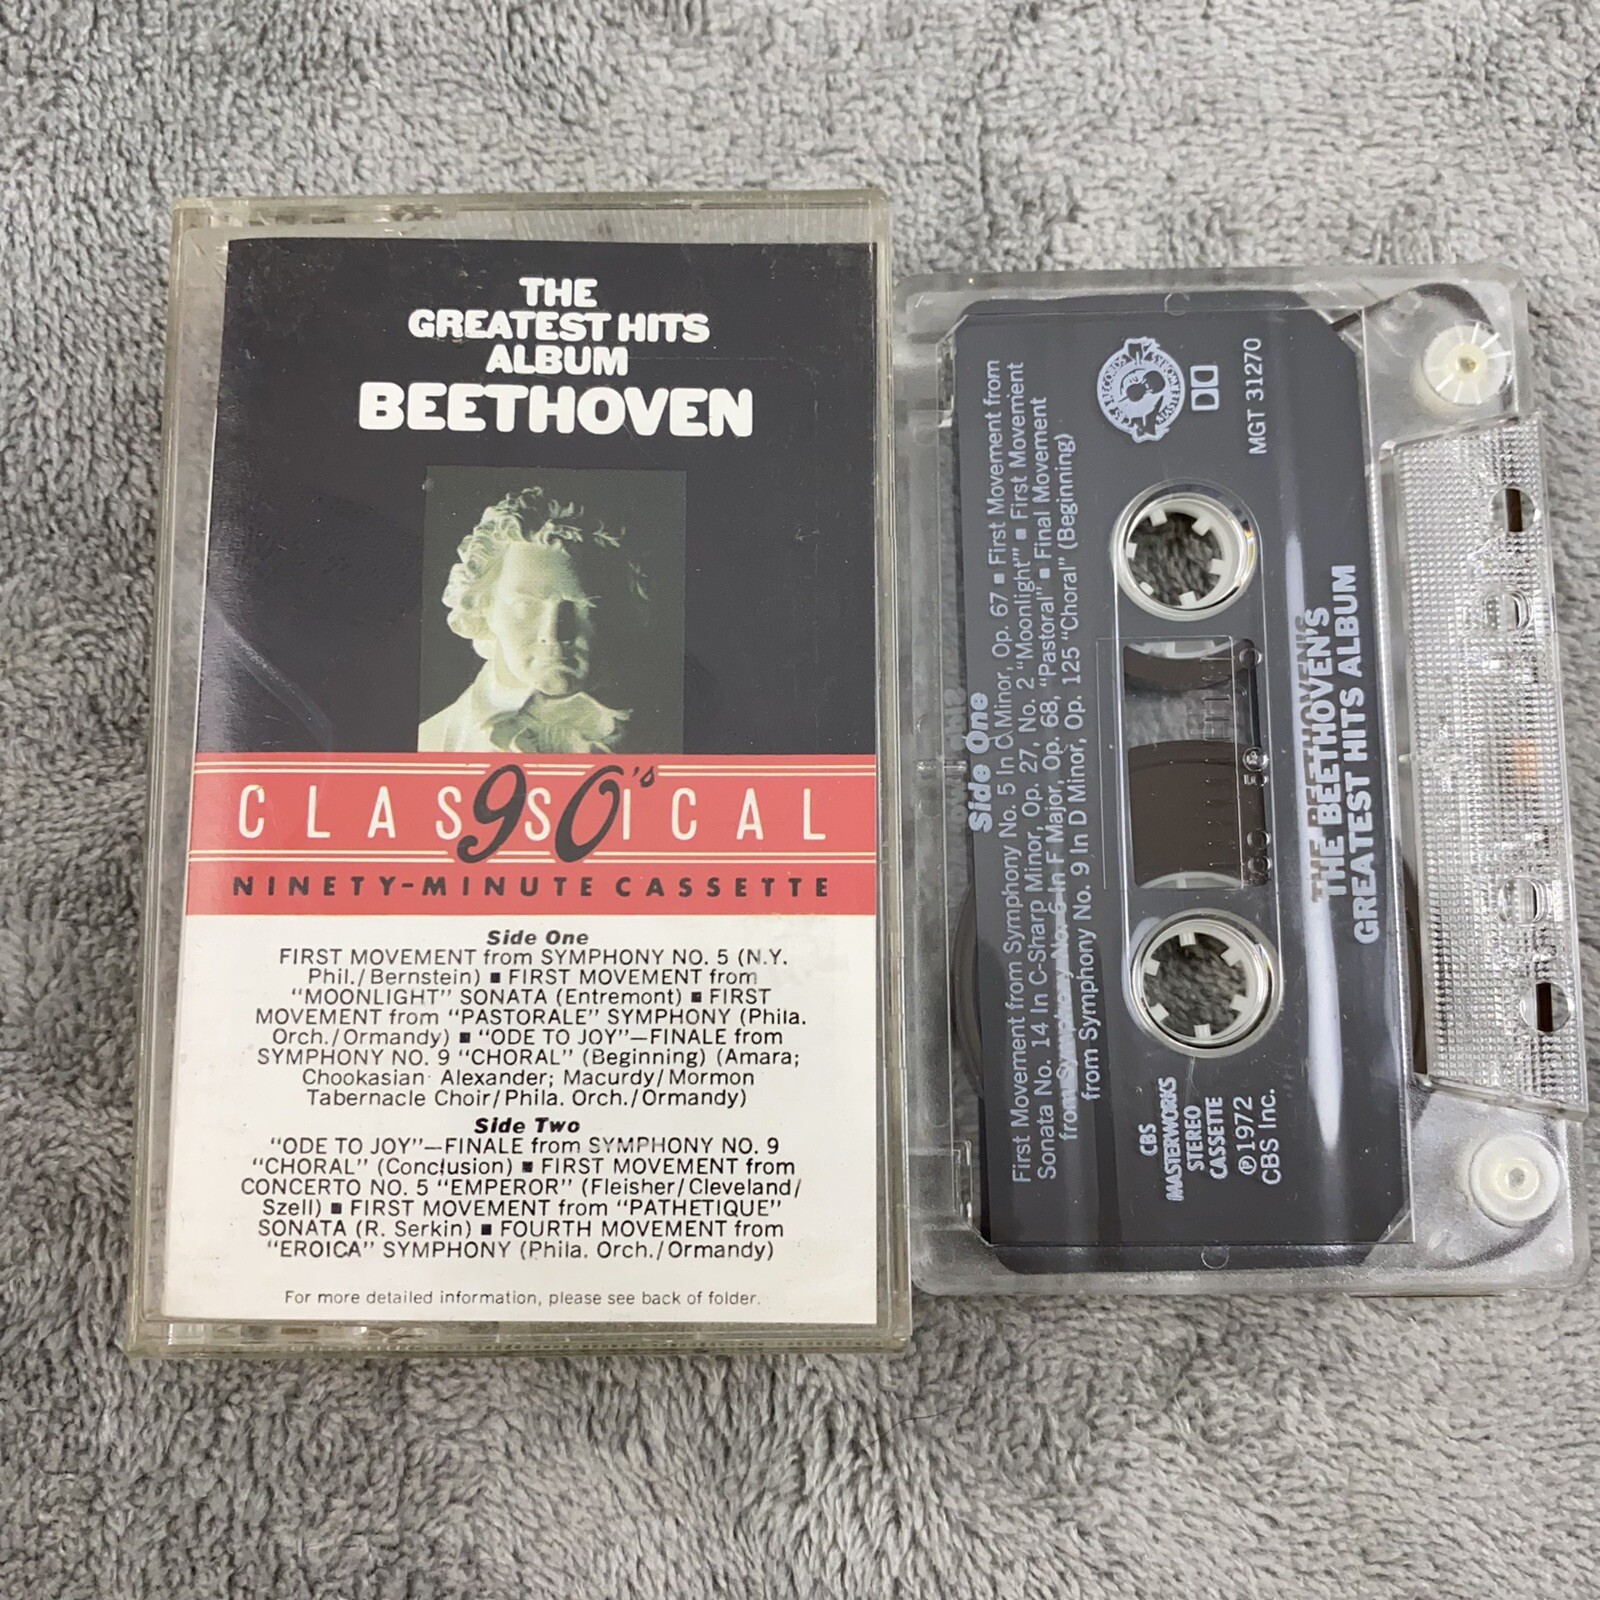 THE
GREATEST HITS
ALBUM
BEETHOVEN
CLASSICAL
90's
NINETY-MINUTE CASSETTE
Side One
FIRST MOVEMENT from SYMPHONY NO. 5 (N.Y.
Phil./Bernstein) ■ FIRST MOVEMENT from
"MOONLIGHT" SONATA (Entremont) ■ FIRST
MOVEMENT from "PASTORALE" SYMPHONY (Phila.
Orch./Ormandy) ■ "ODE TO JOY"—FINALE from
SYMPHONY NO. 9 "CHORAL" (Beginning) (Amara;
Chookasian Alexander; Macurdy/Mormon
Tabernacle Choir/Phila. Orch./Ormandy)
Side Two
"ODE TO JOY"—FINALE from SYMPHONY NO. 9
"CHORAL" (Conclusion) ■ FIRST MOVEMENT from
CONCERTO NO. 5 "EMPEROR" (Fleisher/Cleveland/
Szell) ■ FIRST MOVEMENT from "PATHETIQUE"
SONATA (R. Serkin) ■ FOURTH MOVEMENT from
"EROICA" SYMPHONY (Phila. Orch./Ormandy)
For more detailed information, please see back of folder.
Side One
First Movement from Symphony No. 5 In C Minor, Op. 67 ■ First Movement from
Sonata No. 14 In C-Sharp Minor, Op. 27, No. 2 "Moonlight" ■ First Movement
from Symphony No. 6 In F Major, Op. 68, "Pastoral" ■ Final Movement
from Symphony No. 9 In D Minor, Op. 125 "Choral" (Beginning)
CBS RECORDS
MASTERWORKS
MGT 31270
100 50 0
CBS
MASTERWORKS
STEREO
CASSETTE
℗1972
CBS Inc.
THE BEETHOVEN'S
GREATEST HITS ALBUM